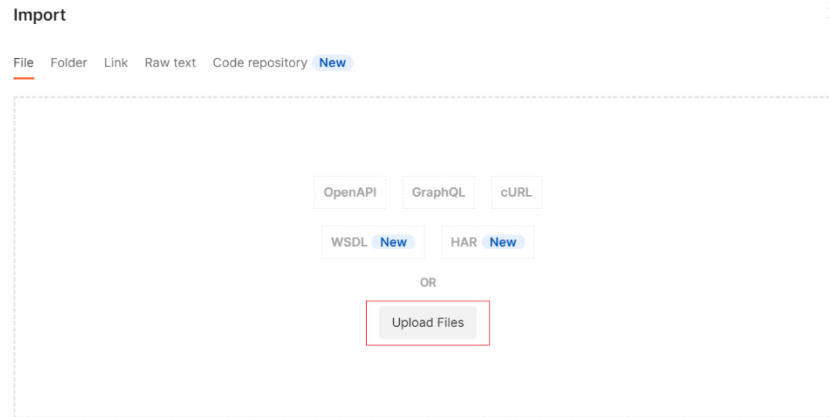 Import
File Folder Link Raw text Code repository New
OpenAPI GraphQL cURL
WSDL New HAR New
OR
Upload Files